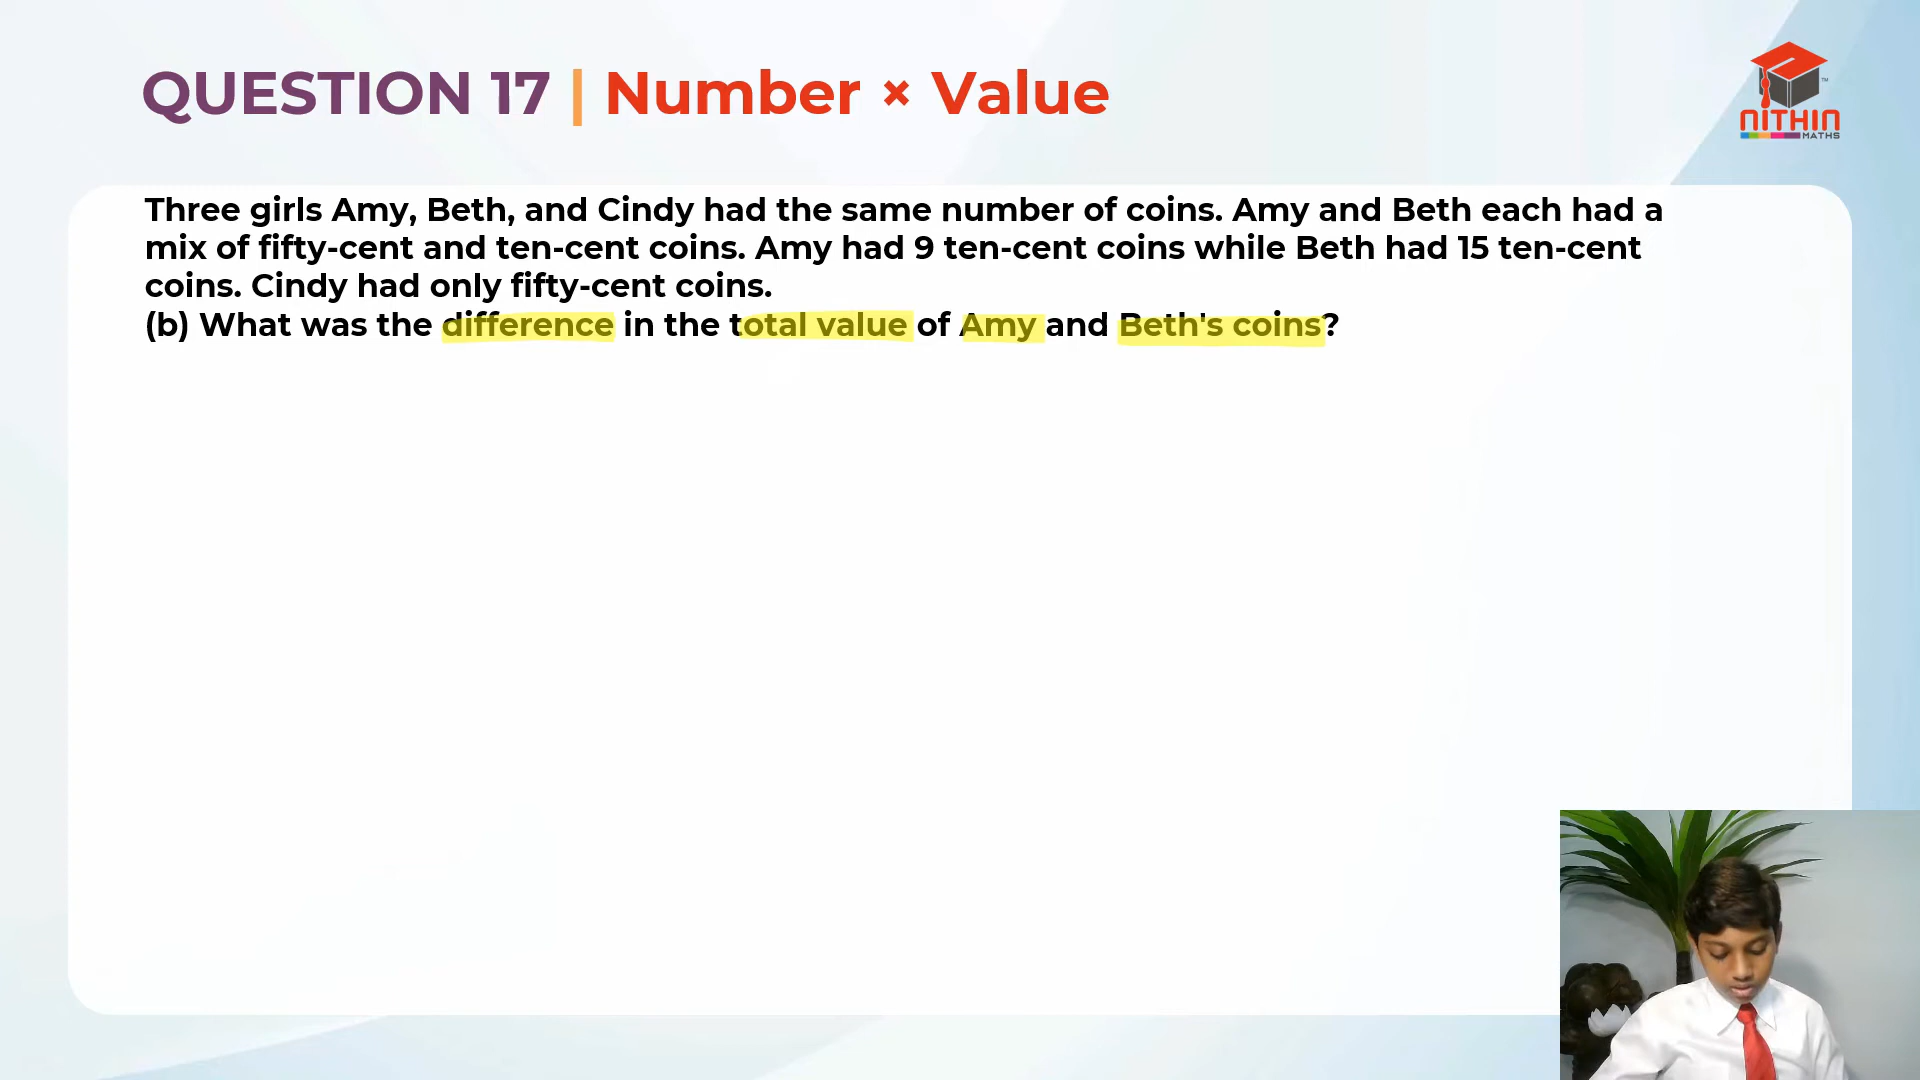 QUESTION 17 | Number × Value
NITHIN
MATHS
Three girls Amy, Beth, and Cindy had the same number of coins. Amy and Beth each had a
mix of fifty-cent and ten-cent coins. Amy had 9 ten-cent coins while Beth had 15 ten-cent
coins. Cindy had only fifty-cent coins.
(b) What was the difference in the total value of Amy and Beth's coins?